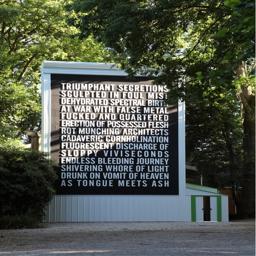 TRIUMPHANT SECRETIONS
SCULPTED IN FOUL MIST
DEHYDRATED SPECTRAL BIRTH
AT WAR WITH FALSE METAL
FUCKED AND QUARTERED
ERECTION OF POSSESSED FLESH
ROT MUNCHING ARCHITECTS
CADAVERIC CORNHOLINATION
FLUORESCENT DISCHARGE OF
SLOPPY VIVISECONDS
ENDLESS BLEEDING JOURNEY
SHIVERING WHORE OF LIGHT
DRUNK ON VOMIT OF HEAVEN
AS TONGUE MEETS ASH